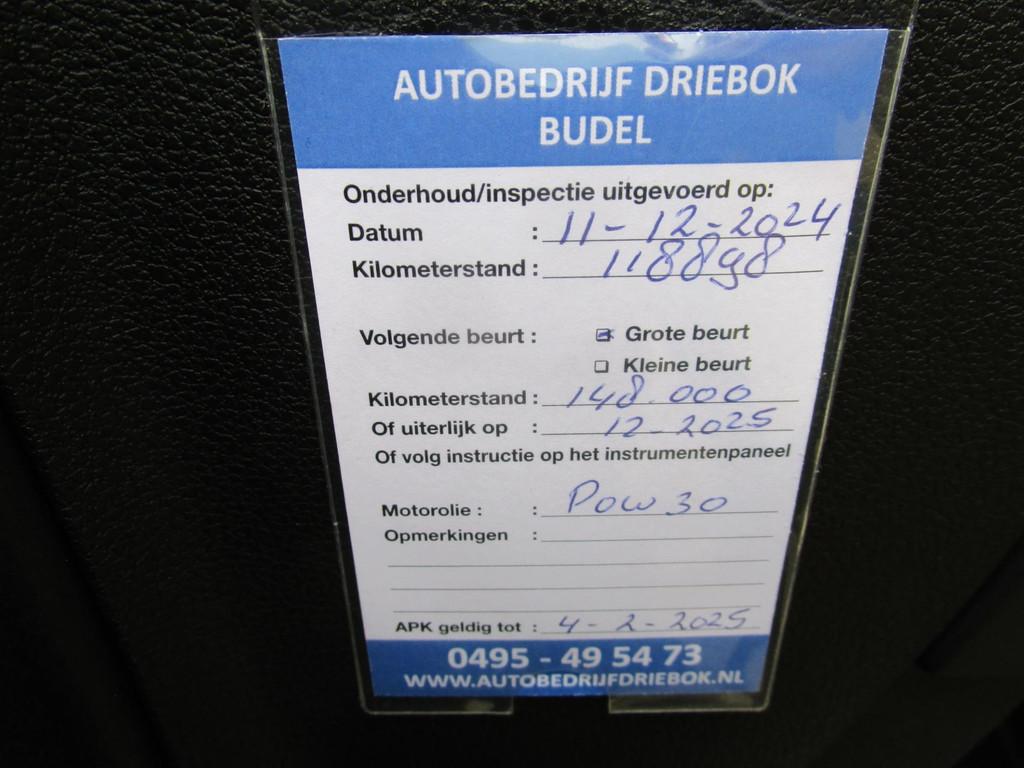 AUTOBEDRIJF DRIEBOK
BUDEL
Onderhoud/inspectie uitgevoerd op:
Datum : 11-12-2024
Kilometerstand : 118898
Volgende beurt : Grote beurt
Kleine beurt
Kilometerstand : 148.000
Of uiterlijk op : 12-2025
Of volg instructie op het instrumentenpaneel
Motorolie : : Pow 30
Opmerkingen :
APK geldig tot : 4-2-2025
0495 - 49 54 73
WWW.AUTOBEDRIJFDRIEBOK.NL